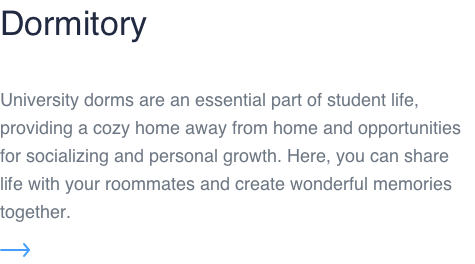 Dormitory
University dorms are an essential part of student life,
providing a cozy home away from home and opportunities
for socializing and personal growth. Here, you can share
life with your roommates and create wonderful memories
together.